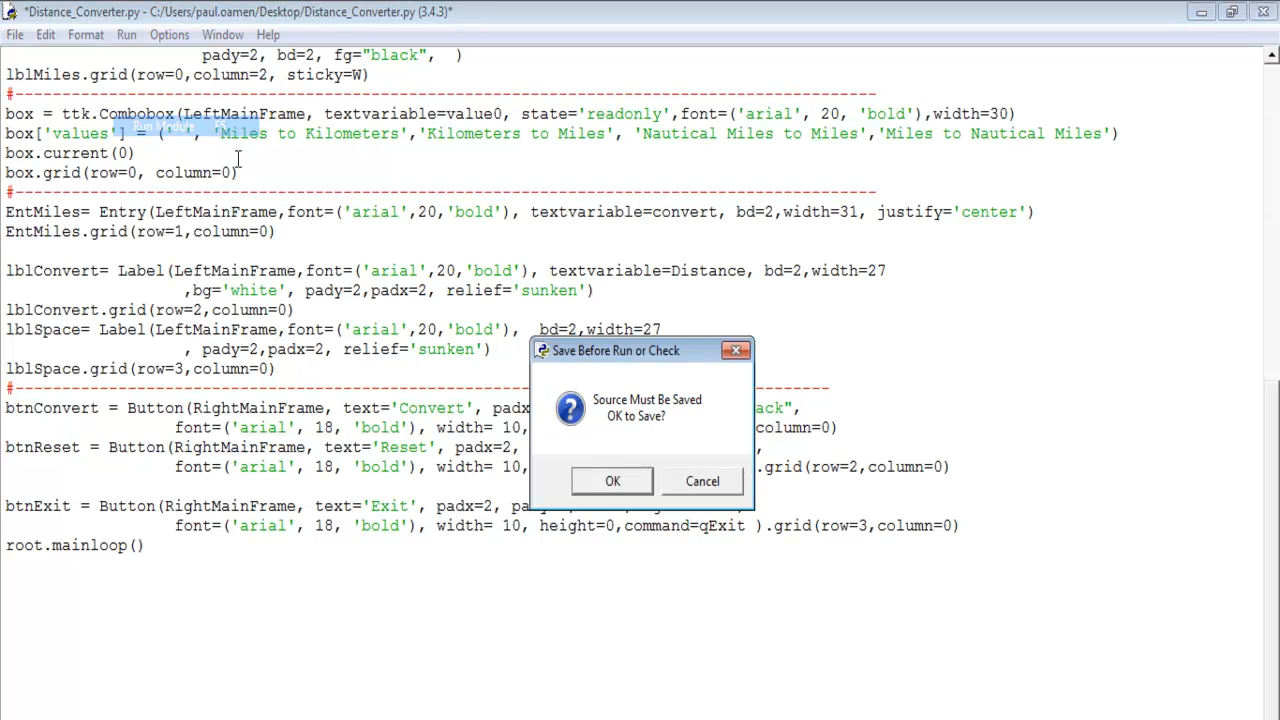 *Distance_Converter.py - C:/Users/paul.oamen/Desktop/Distance_Converter.py (3.4.3)*
File Edit Format Run Options Window Help
pady=2, bd=2, fg="black",  )
lblMiles.grid(row=0,column=2, sticky=W)
#---------------------------------------------------------------------------------------------
box = ttk.Combobox(LeftMainFrame, textvariable=value0, state='readonly',font=('arial', 20, 'bold'),width=30)
Run Module F5
box['values'] = (' ', 'Miles to Kilometers','Kilometers to Miles', 'Nautical Miles to Miles','Miles to Nautical Miles')
box.current(0)
box.grid(row=0, column=0)
#---------------------------------------------------------------------------------------------
EntMiles= Entry(LeftMainFrame,font=('arial',20,'bold'), textvariable=convert, bd=2,width=31, justify='center')
EntMiles.grid(row=1,column=0)
lblConvert= Label(LeftMainFrame,font=('arial',20,'bold'), textvariable=Distance, bd=2,width=27
,bg='white', pady=2,padx=2, relief='sunken')
lblConvert.grid(row=2,column=0)
lblSpace= Label(LeftMainFrame,font=('arial',20,'bold'),  bd=2,width=27
, pady=2,padx=2, relief='sunken')
lblSpace.grid(row=3,column=0)
#----------------------------------------------------------------------------------------
btnConvert = Button(RightMainFrame, text='Convert', padx ack",
font=('arial', 18, 'bold'), width= 10, column=0)
btnReset = Button(RightMainFrame, text='Reset', padx=2, ,
font=('arial', 18, 'bold'), width= 10, .grid(row=2,column=0)
btnExit = Button(RightMainFrame, text='Exit', padx=2,
font=('arial', 18, 'bold'), width= 10, height=0,command=qExit ).grid(row=3,column=0)
root.mainloop()
Save Before Run or Check
Source Must Be Saved
OK to Save?
OK Cancel